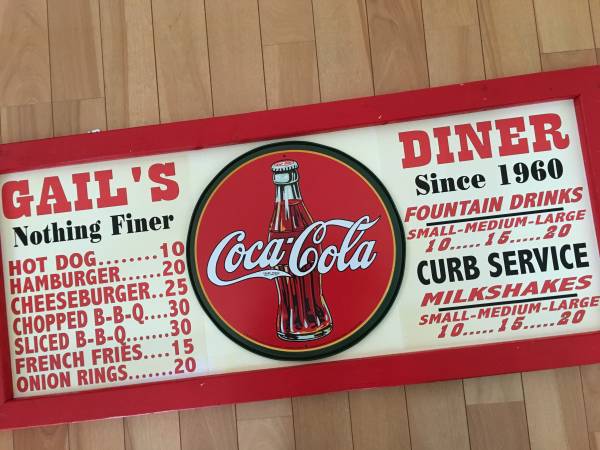 GAIL'S
Nothing Finer
HOT DOG........10
HAMBURGER......20
CHEESEBURGER..25
CHOPPED B-B-Q....30
SLICED B-B-Q......30
FRENCH FRIES....15
ONION RINGS.......20
Coca-Cola
DINER
Since 1960
FOUNTAIN DRINKS
SMALL-MEDIUM-LARGE
10.....15.....20
CURB SERVICE
MILKSHAKES
SMALL-MEDIUM-LARGE
10.....15.....20